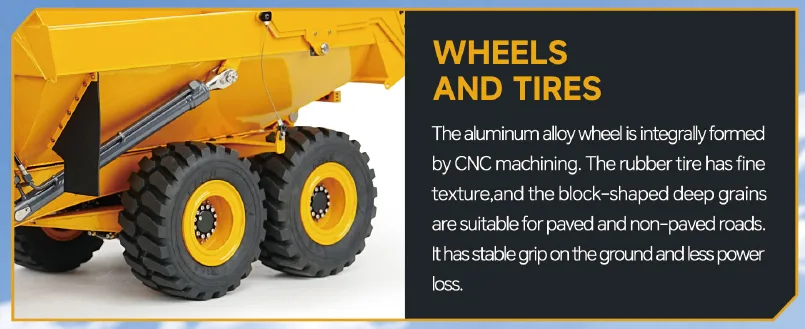 WHEELS
AND TIRES
The aluminum alloy wheel is integrally formed
by CNC machining. The rubber tire has fine
texture,and the block-shaped deep grains
are suitable for paved and non-paved roads.
It has stable grip on the ground and less power
loss.